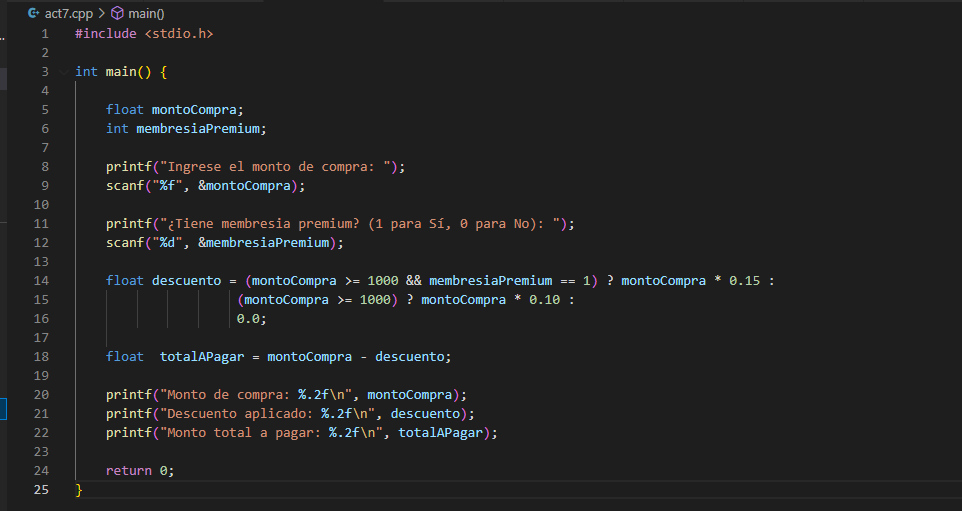 act7.cpp > main()
1 #include <stdio.h>
2
3 int main() {
4
5 float montoCompra;
6 int membresiaPremium;
7
8 printf("Ingrese el monto de compra: ");
9 scanf("%f", &montoCompra);
10
11 printf("¿Tiene membresia premium? (1 para Sí, 0 para No): ");
12 scanf("%d", &membresiaPremium);
13
14 float descuento = (montoCompra >= 1000 && membresiaPremium == 1) ? montoCompra * 0.15 :
15 (montoCompra >= 1000) ? montoCompra * 0.10 :
16 0.0;
17
18 float  totalAPagar = montoCompra - descuento;
19
20 printf("Monto de compra: %.2f\n", montoCompra);
21 printf("Descuento aplicado: %.2f\n", descuento);
22 printf("Monto total a pagar: %.2f\n", totalAPagar);
23
24 return 0;
25 }